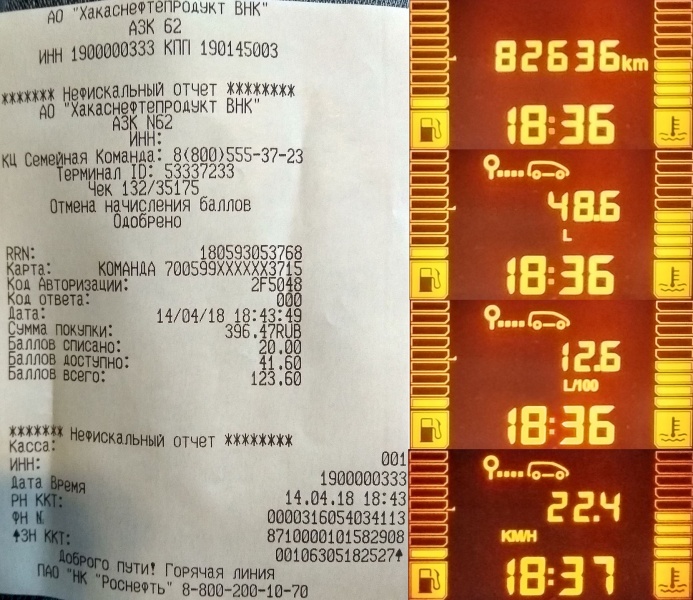 АО "Хакаснефтепродукт ВНК"
АЗК 62
ИНН 1900000333 КПП 190145003
******* Нефискальный отчет ********
АО "Хакаснефтепродукт ВНК"
АЗК N62
ИНН:
КЦ Семейная Команда: 8(800)555-37-23
Терминал ID: 53337233
Чек 132/35175
Отмена начисления баллов
Одобрено
RRN: 180593053768
Карта: КОМАНДА 700599XXXXXX3715
Код Авторизации: 2F5048
Код ответа: 000
Дата: 14/04/18 18:43:49
Сумма покупки: 396.47RUB
Баллов списано: 20.00
Баллов доступно: 41.60
Баллов всего: 123.60
******* Нефискальный отчет ********
Касса: 001
ИНН: 1900000333
Дата Время 14.04.18 18:43
РН ККТ: 0000316054034113
ФН № 8710000101582908
ЗН ККТ: 00106305182527
Доброго пути! Горячая линия
ПАО "НК "Роснефть" 8-800-200-10-70
82636km
18:36
48.6
L
18:36
12.6
L/100
18:36
22.4
KM/H
18:37